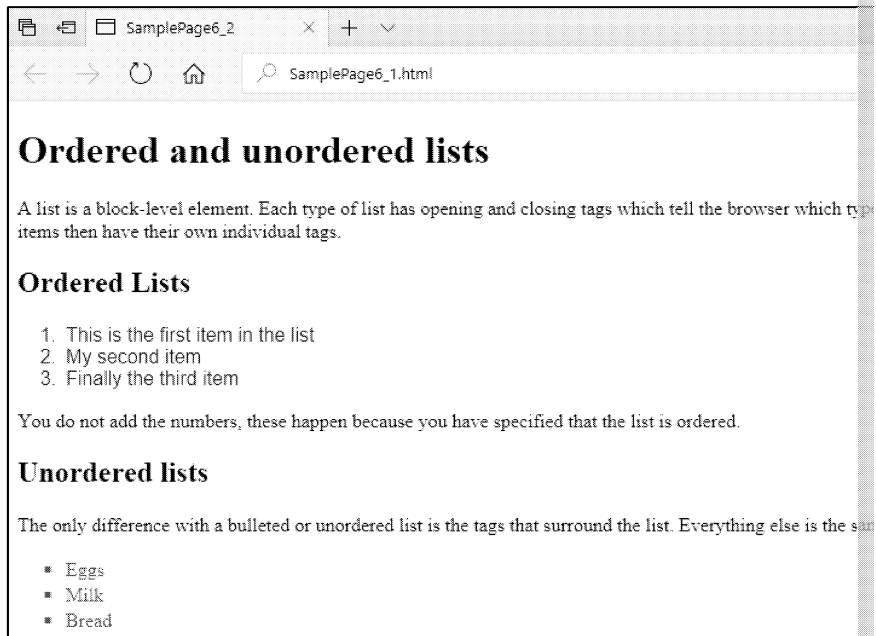 SamplePage6_2
SamplePage6_1.html
Ordered and unordered lists
A list is a block-level element. Each type of list has opening and closing tags which tell the browser which
items then have their own individual tags.
Ordered Lists
1. This is the first item in the list
2. My second item
3. Finally the third item
You do not add the numbers, these happen because you have specified that the list is ordered.
Unordered lists
The only difference with a bulleted or unordered list is the tags that surround the list. Everything else is the
▪ Eggs
▪ Milk
▪ Bread